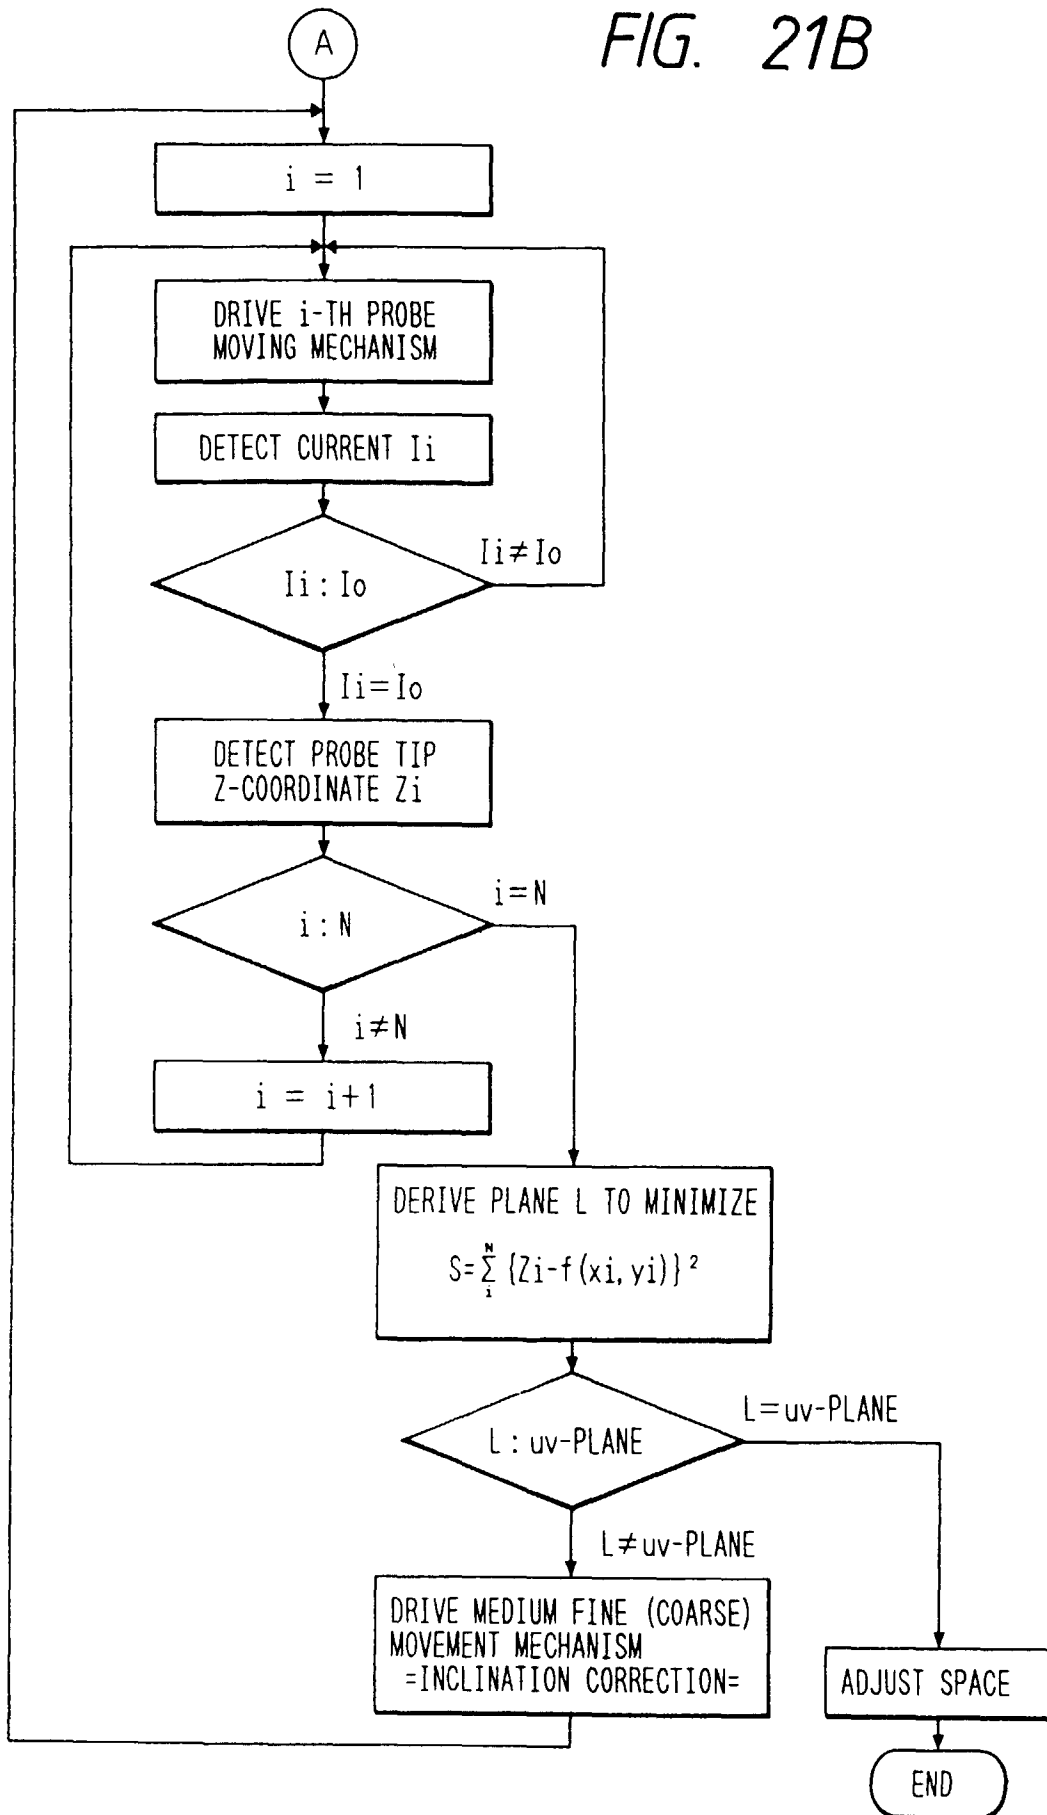 FIG. 21B
A
i = 1
DRIVE i-TH PROBE
MOVING MECHANISM
DETECT CURRENT Ii
Ii : Io
Ii≠Io
Ii=Io
DETECT PROBE TIP
Z-COORDINATE Zi
i : N
i=N
i≠N
i = i+1
DERIVE PLANE L TO MINIMIZE
S=∑ᵢᴺ {Zi-f(xi, yi)}²
L : uv-PLANE
L=uv-PLANE
L≠uv-PLANE
DRIVE MEDIUM FINE (COARSE)
MOVEMENT MECHANISM
=INCLINATION CORRECTION=
ADJUST SPACE
END